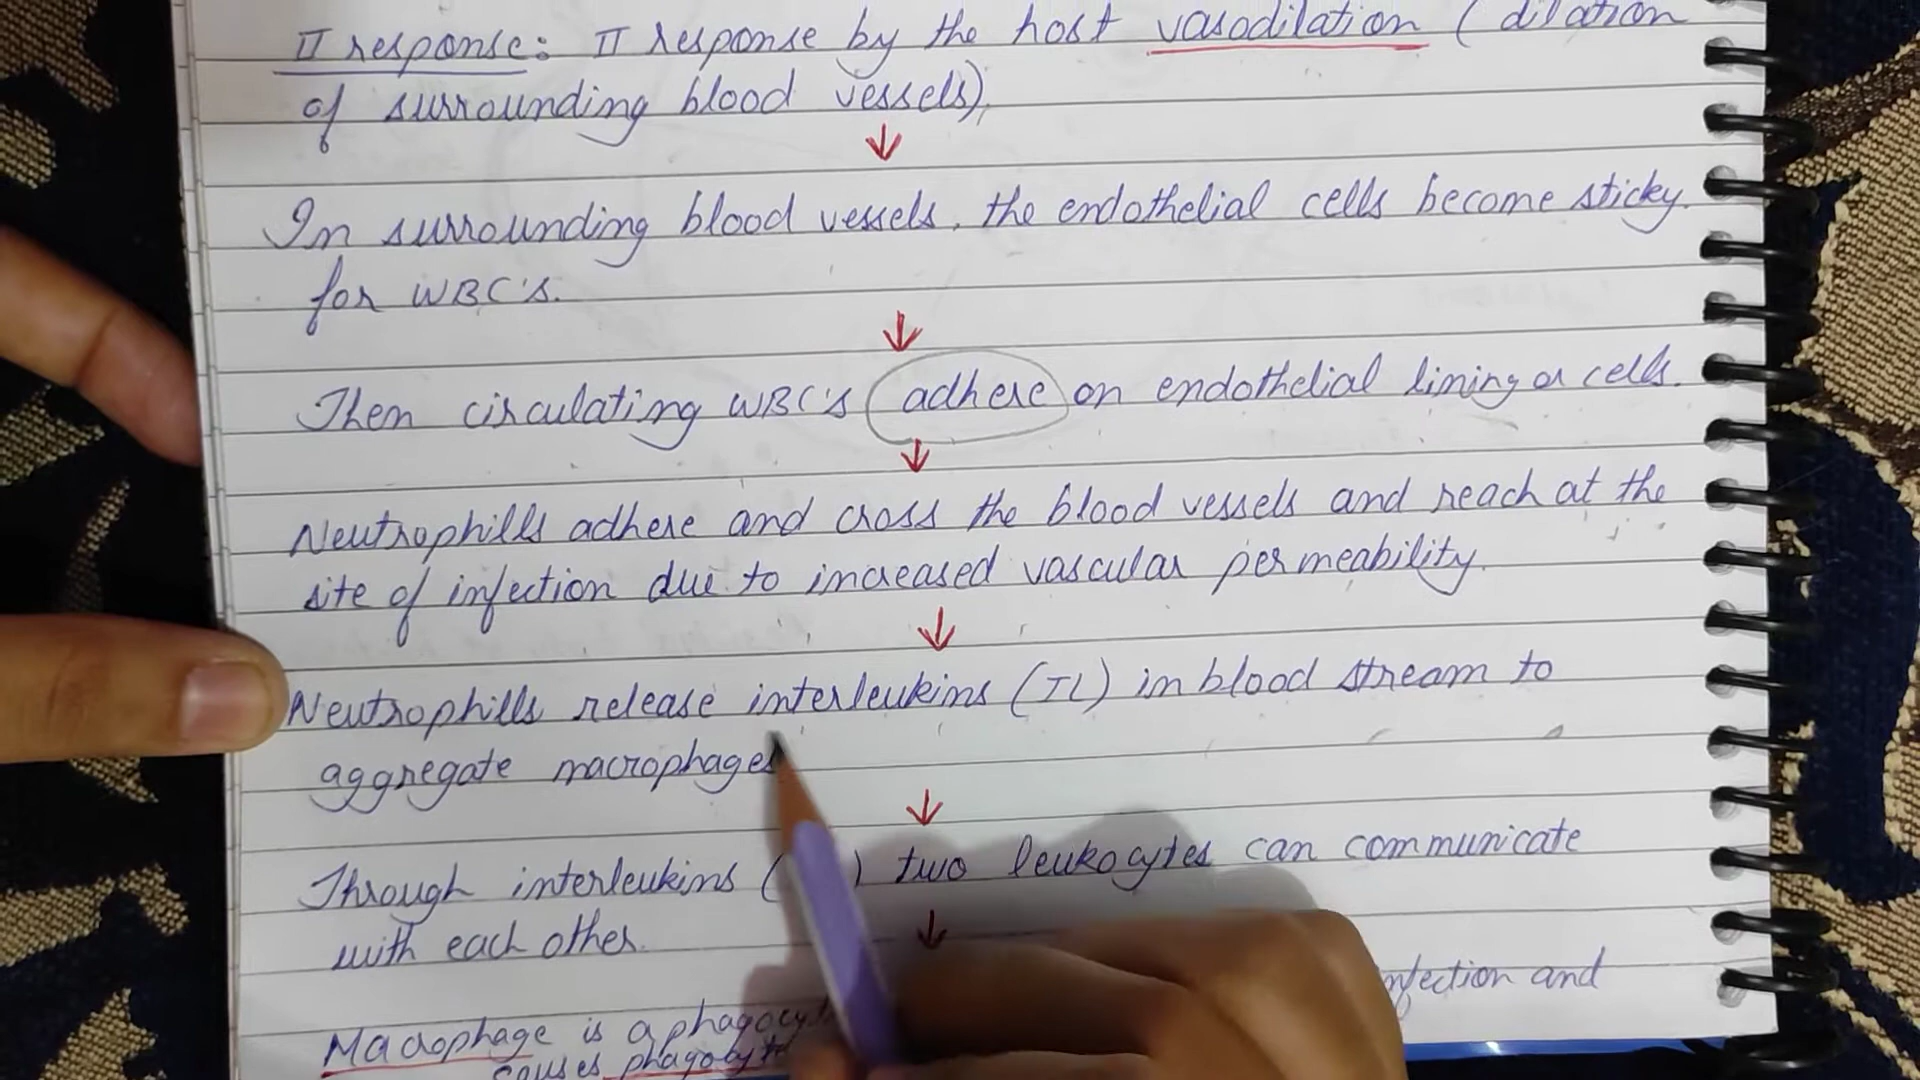 II response: II response by the host vasodilation (dilation
of surrounding blood vessels).
In surrounding blood vessels, the endothelial cells become sticky.
for WBC's.
Then circulating WBC's adhere on endothelial lining or cells.
Neutrophills adhere and cross the blood vessels and reach at the
site of infection due to increased vascular permeability.
Neutrophills release interleukins (IL) in blood stream to
aggregate macrophages
Through interleukins ( ) two leukocytes can communicate
with each other.
infection and
Macrophage is a
causes